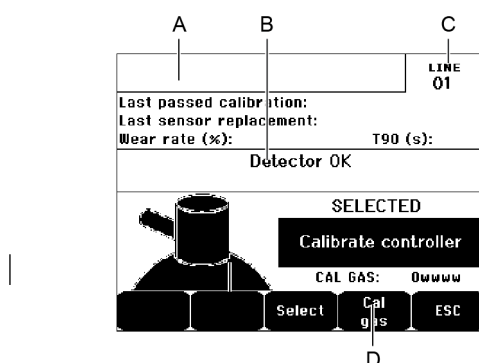 A B C
LINE
01
Last passed calibration:
Last sensor replacement:
Wear rate (%): T90 (s):
Detector OK
SELECTED
Calibrate controller
CAL GAS: 0wwww
Select Cal gas ESC
D